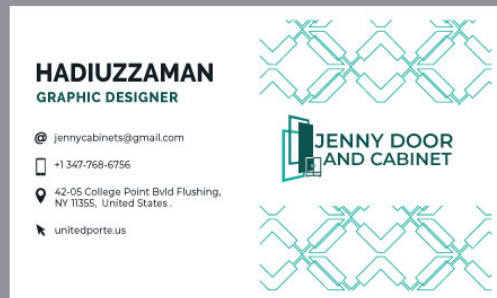 HADIUZZAMAN
GRAPHIC DESIGNER
@ jennycabinets@gmail.com
+1 347-768-6756
42-05 College Point Bvld Flushing,
NY 11355, United States .
unitedporte.us
JENNY DOOR
AND CABINET